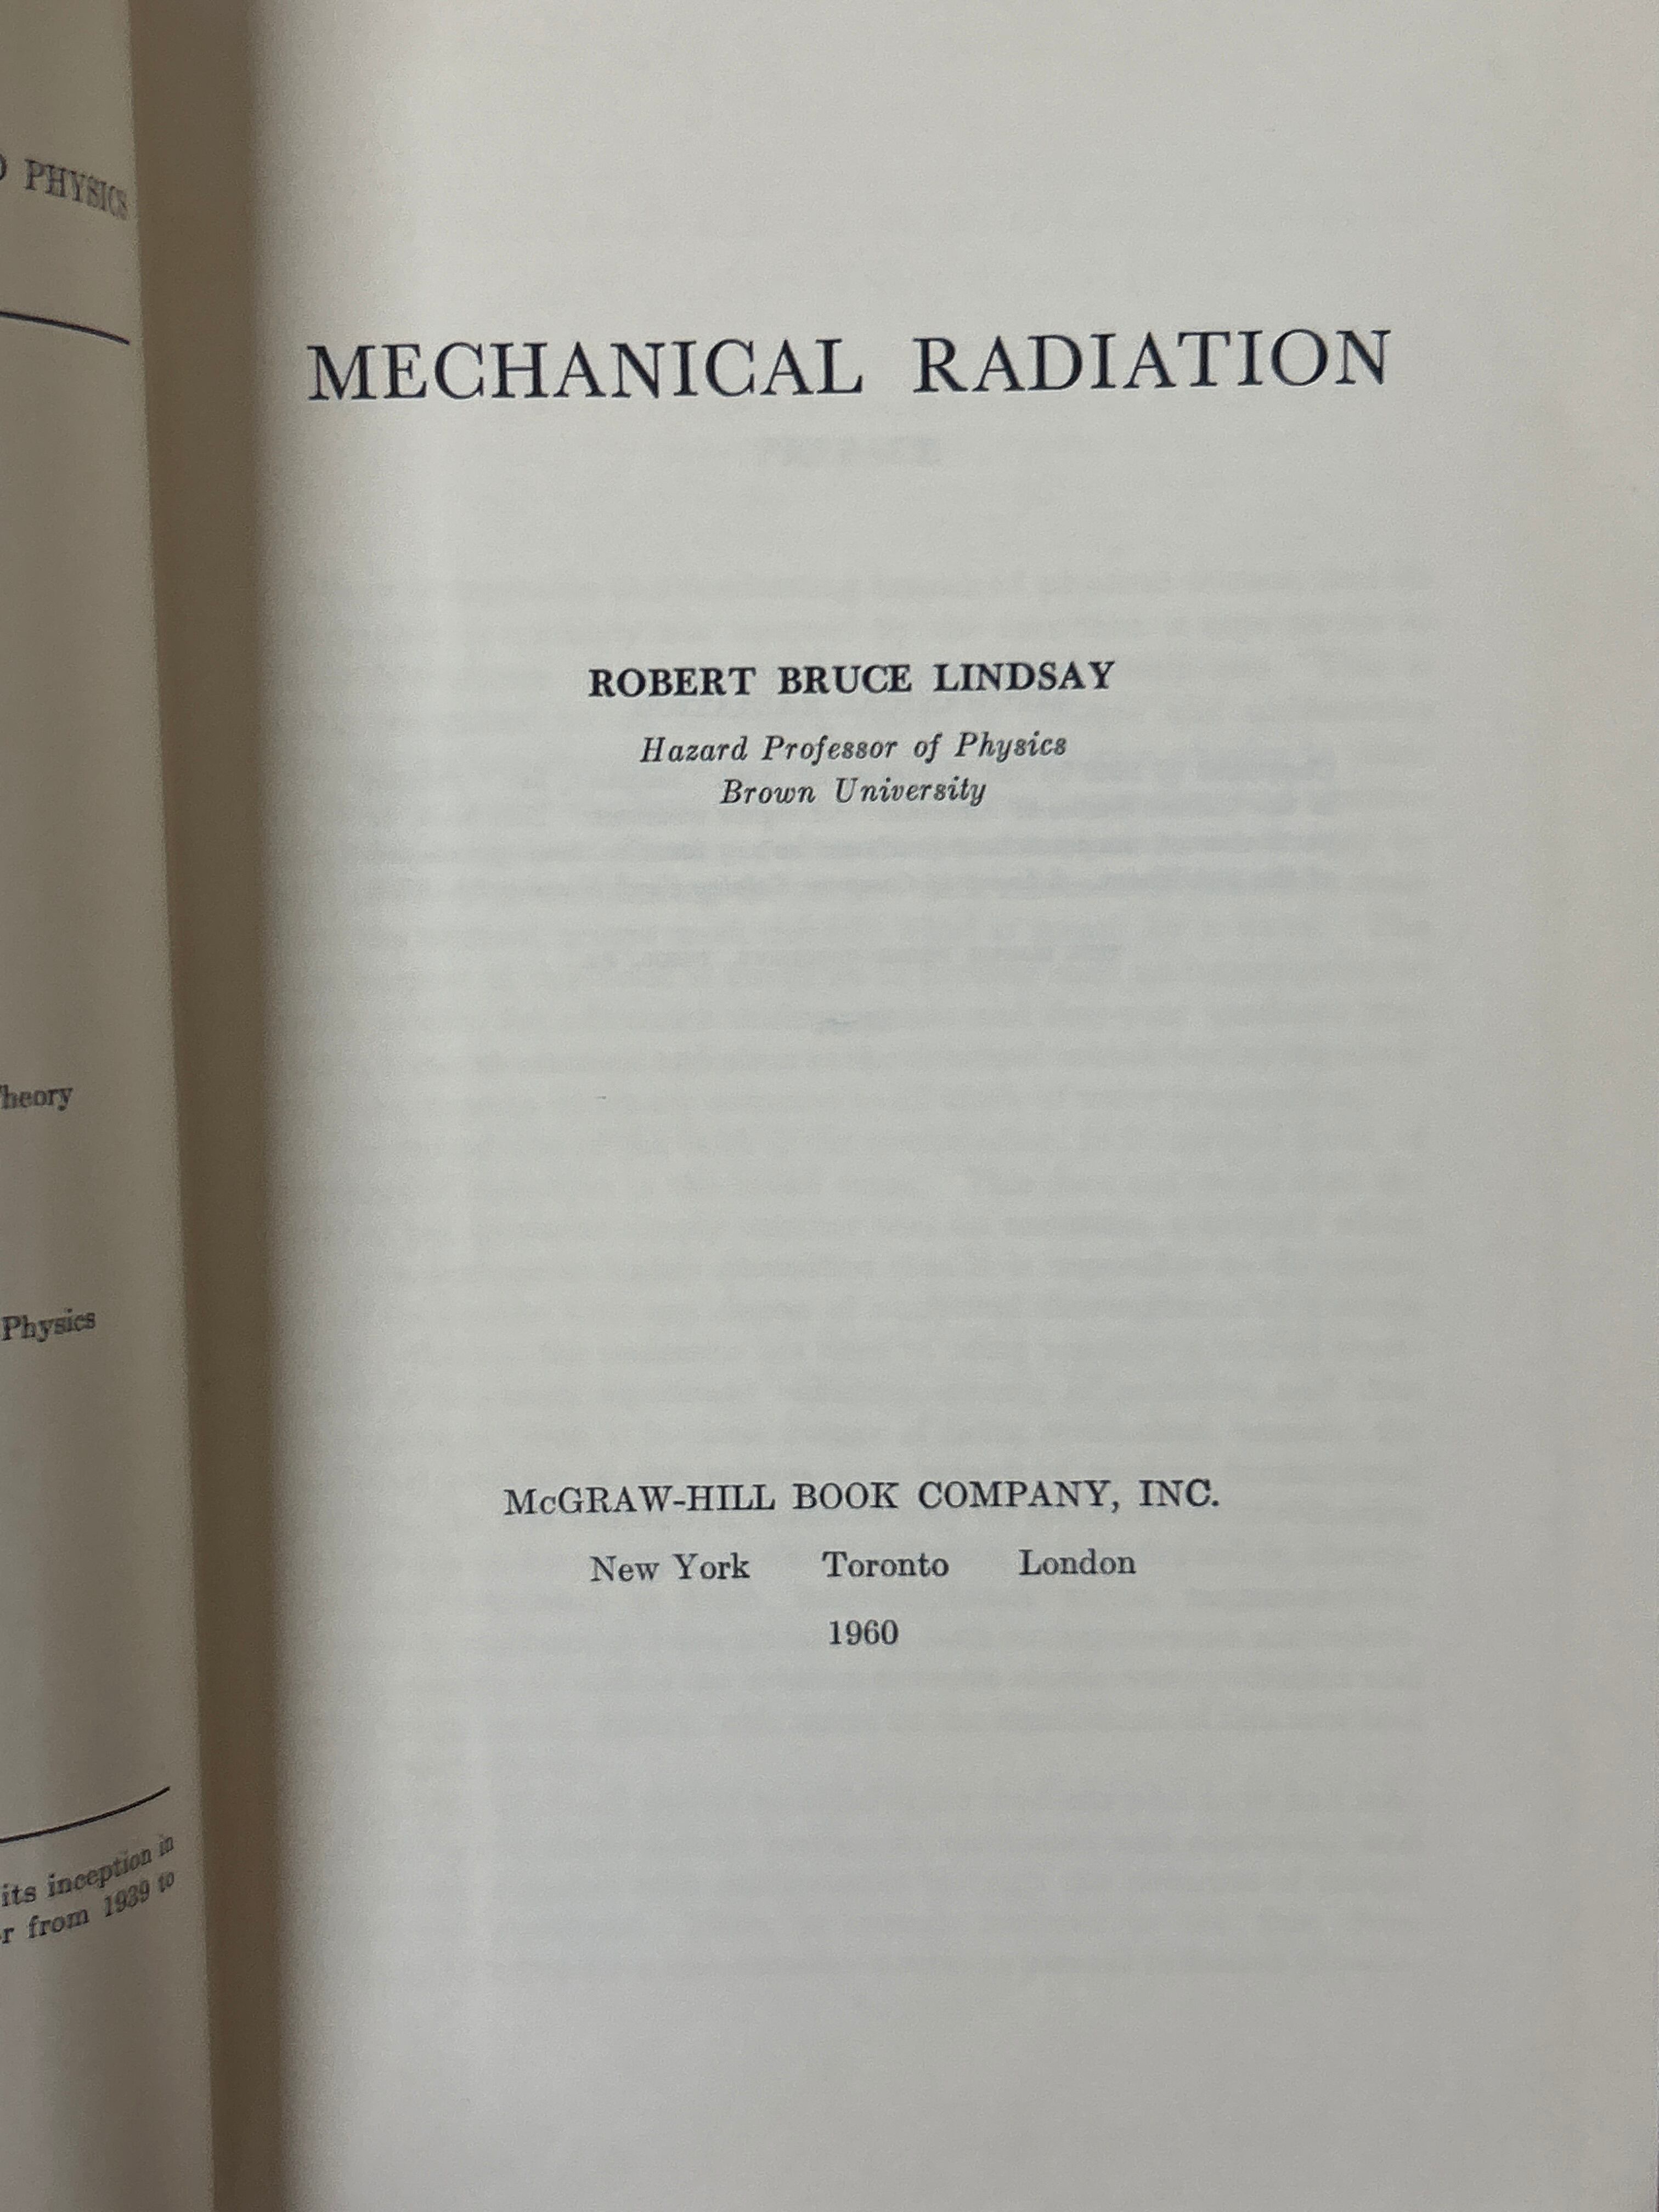 PHYSICS
Theory
Physics
its inception in
from 1939 to
MECHANICAL RADIATION
ROBERT BRUCE LINDSAY
Hazard Professor of Physics
Brown University
McGRAW-HILL BOOK COMPANY, INC.
New York Toronto London
1960